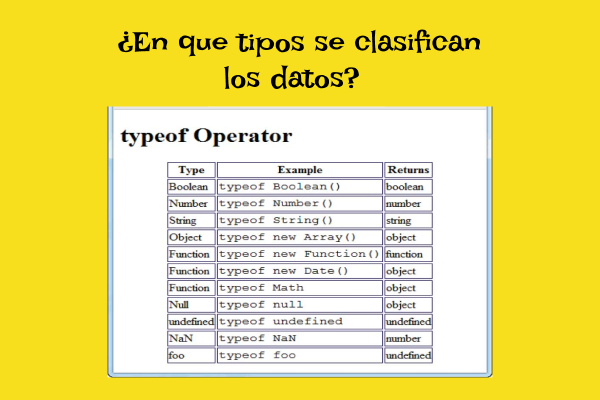 ¿En que tipos se clasifican
los datos?
typeof Operator
Type Example Returns
Boolean typeof Boolean() boolean
Number typeof Number() number
String typeof String() string
Object typeof new Array() object
Function typeof new Function() function
Function typeof new Date() object
Function typeof Math object
Null typeof null object
undefined typeof undefined undefined
NaN typeof NaN number
foo typeof foo undefined